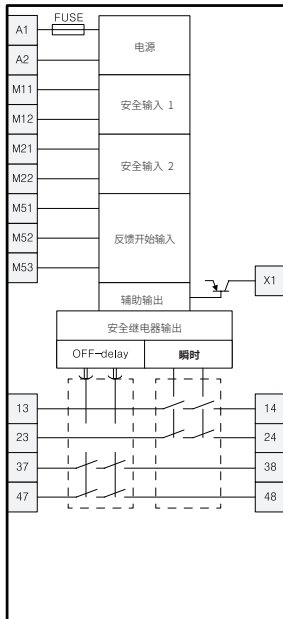 FUSE
A1
电源
A2
M11
安全输入 1
M12
M21
安全输入 2
M22
M51
M52
反馈开始输入
M53
X1
辅助输出
安全继电器输出
OFF-delay
瞬时
13
14
23
24
37
38
47
48